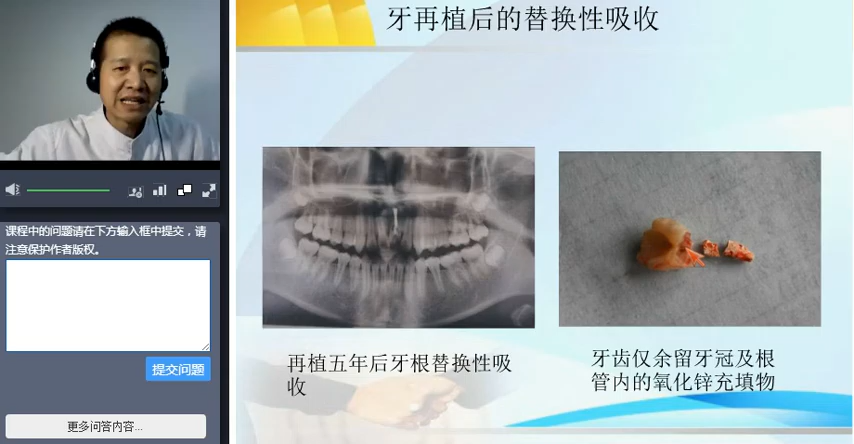 牙再植后的替换性吸收
课程中的问题请在下方输入框中提交，请
注意保护作者版权。
提交问题
更多问答内容...
再植五年后牙根替换性吸
收
牙齿仅余留牙冠及根
管内的氧化锌充填物